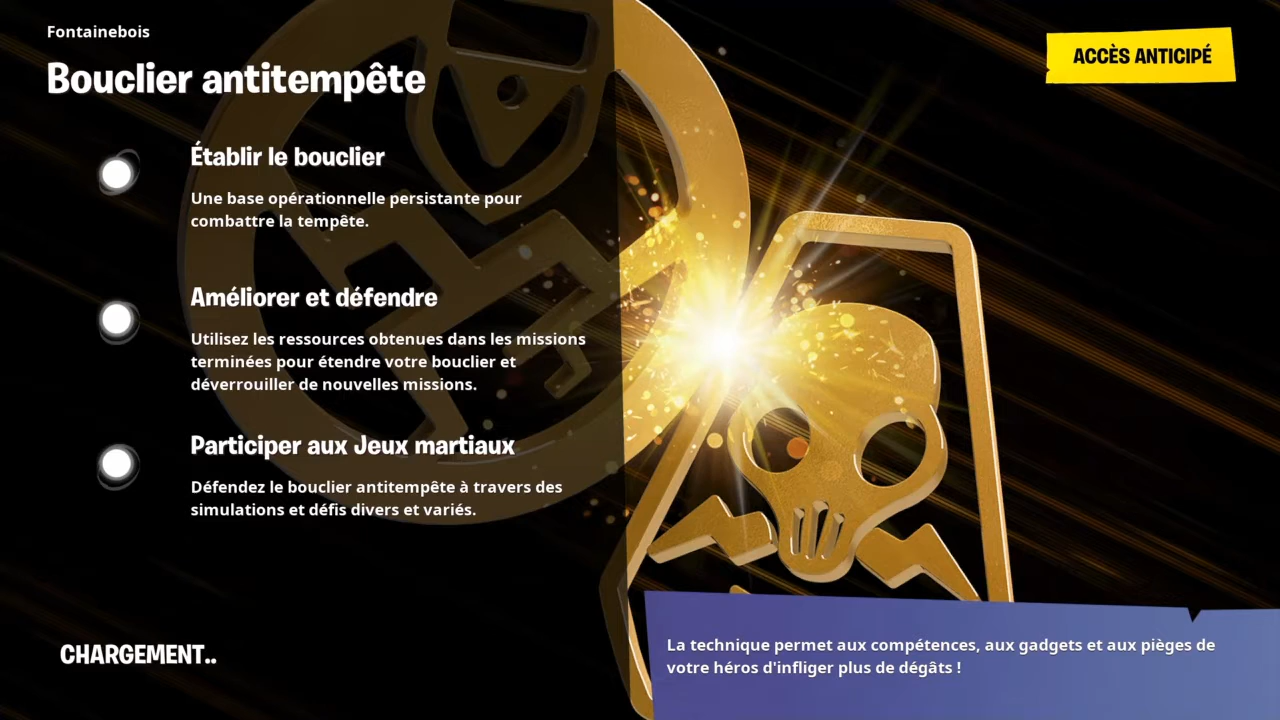 Fontainebois
Bouclier antitempête
ACCÈS ANTICIPÉ
Établir le bouclier
Une base opérationnelle persistante pour
combattre la tempête.
Améliorer et défendre
Utilisez les ressources obtenues dans les missions
terminées pour étendre votre bouclier et
déverrouiller de nouvelles missions.
Participer aux Jeux martiaux
Défendez le bouclier antitempête à travers des
simulations et défis divers et variés.
CHARGEMENT..
La technique permet aux compétences, aux gadgets et aux pièges de
votre héros d'infliger plus de dégâts !